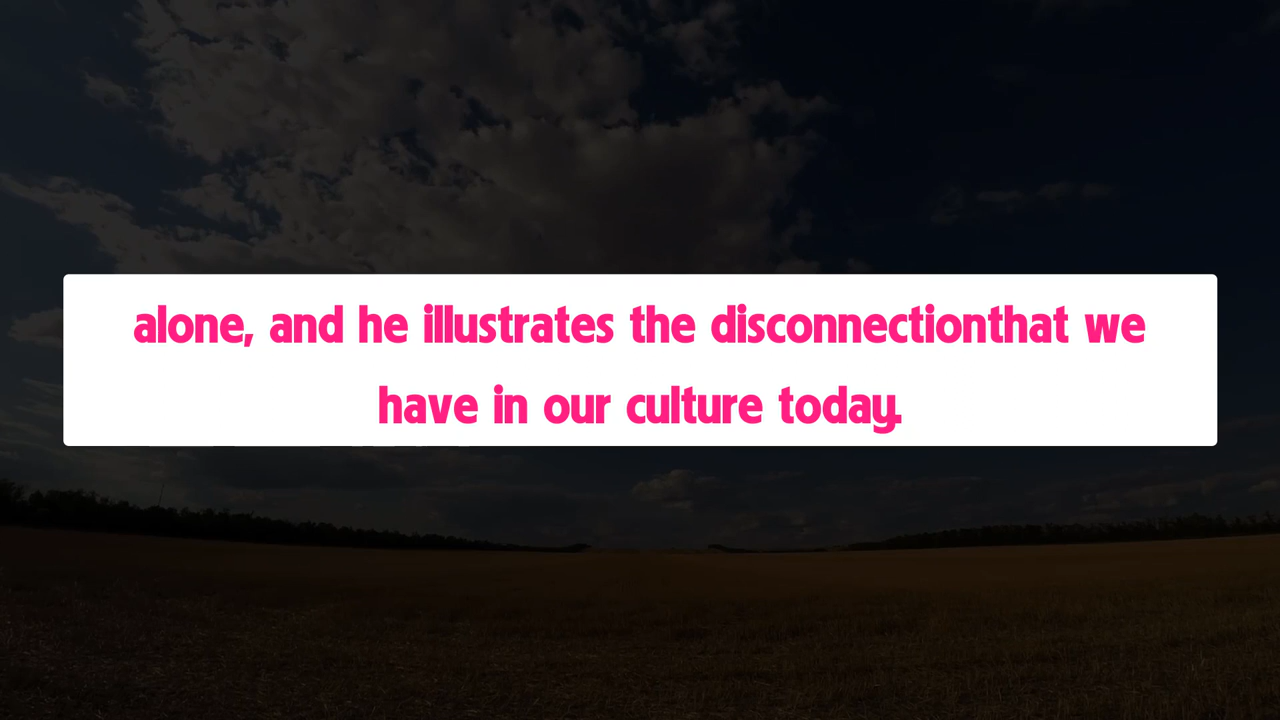 alone, and he illustrates the disconnectionthat we
have in our culture today.